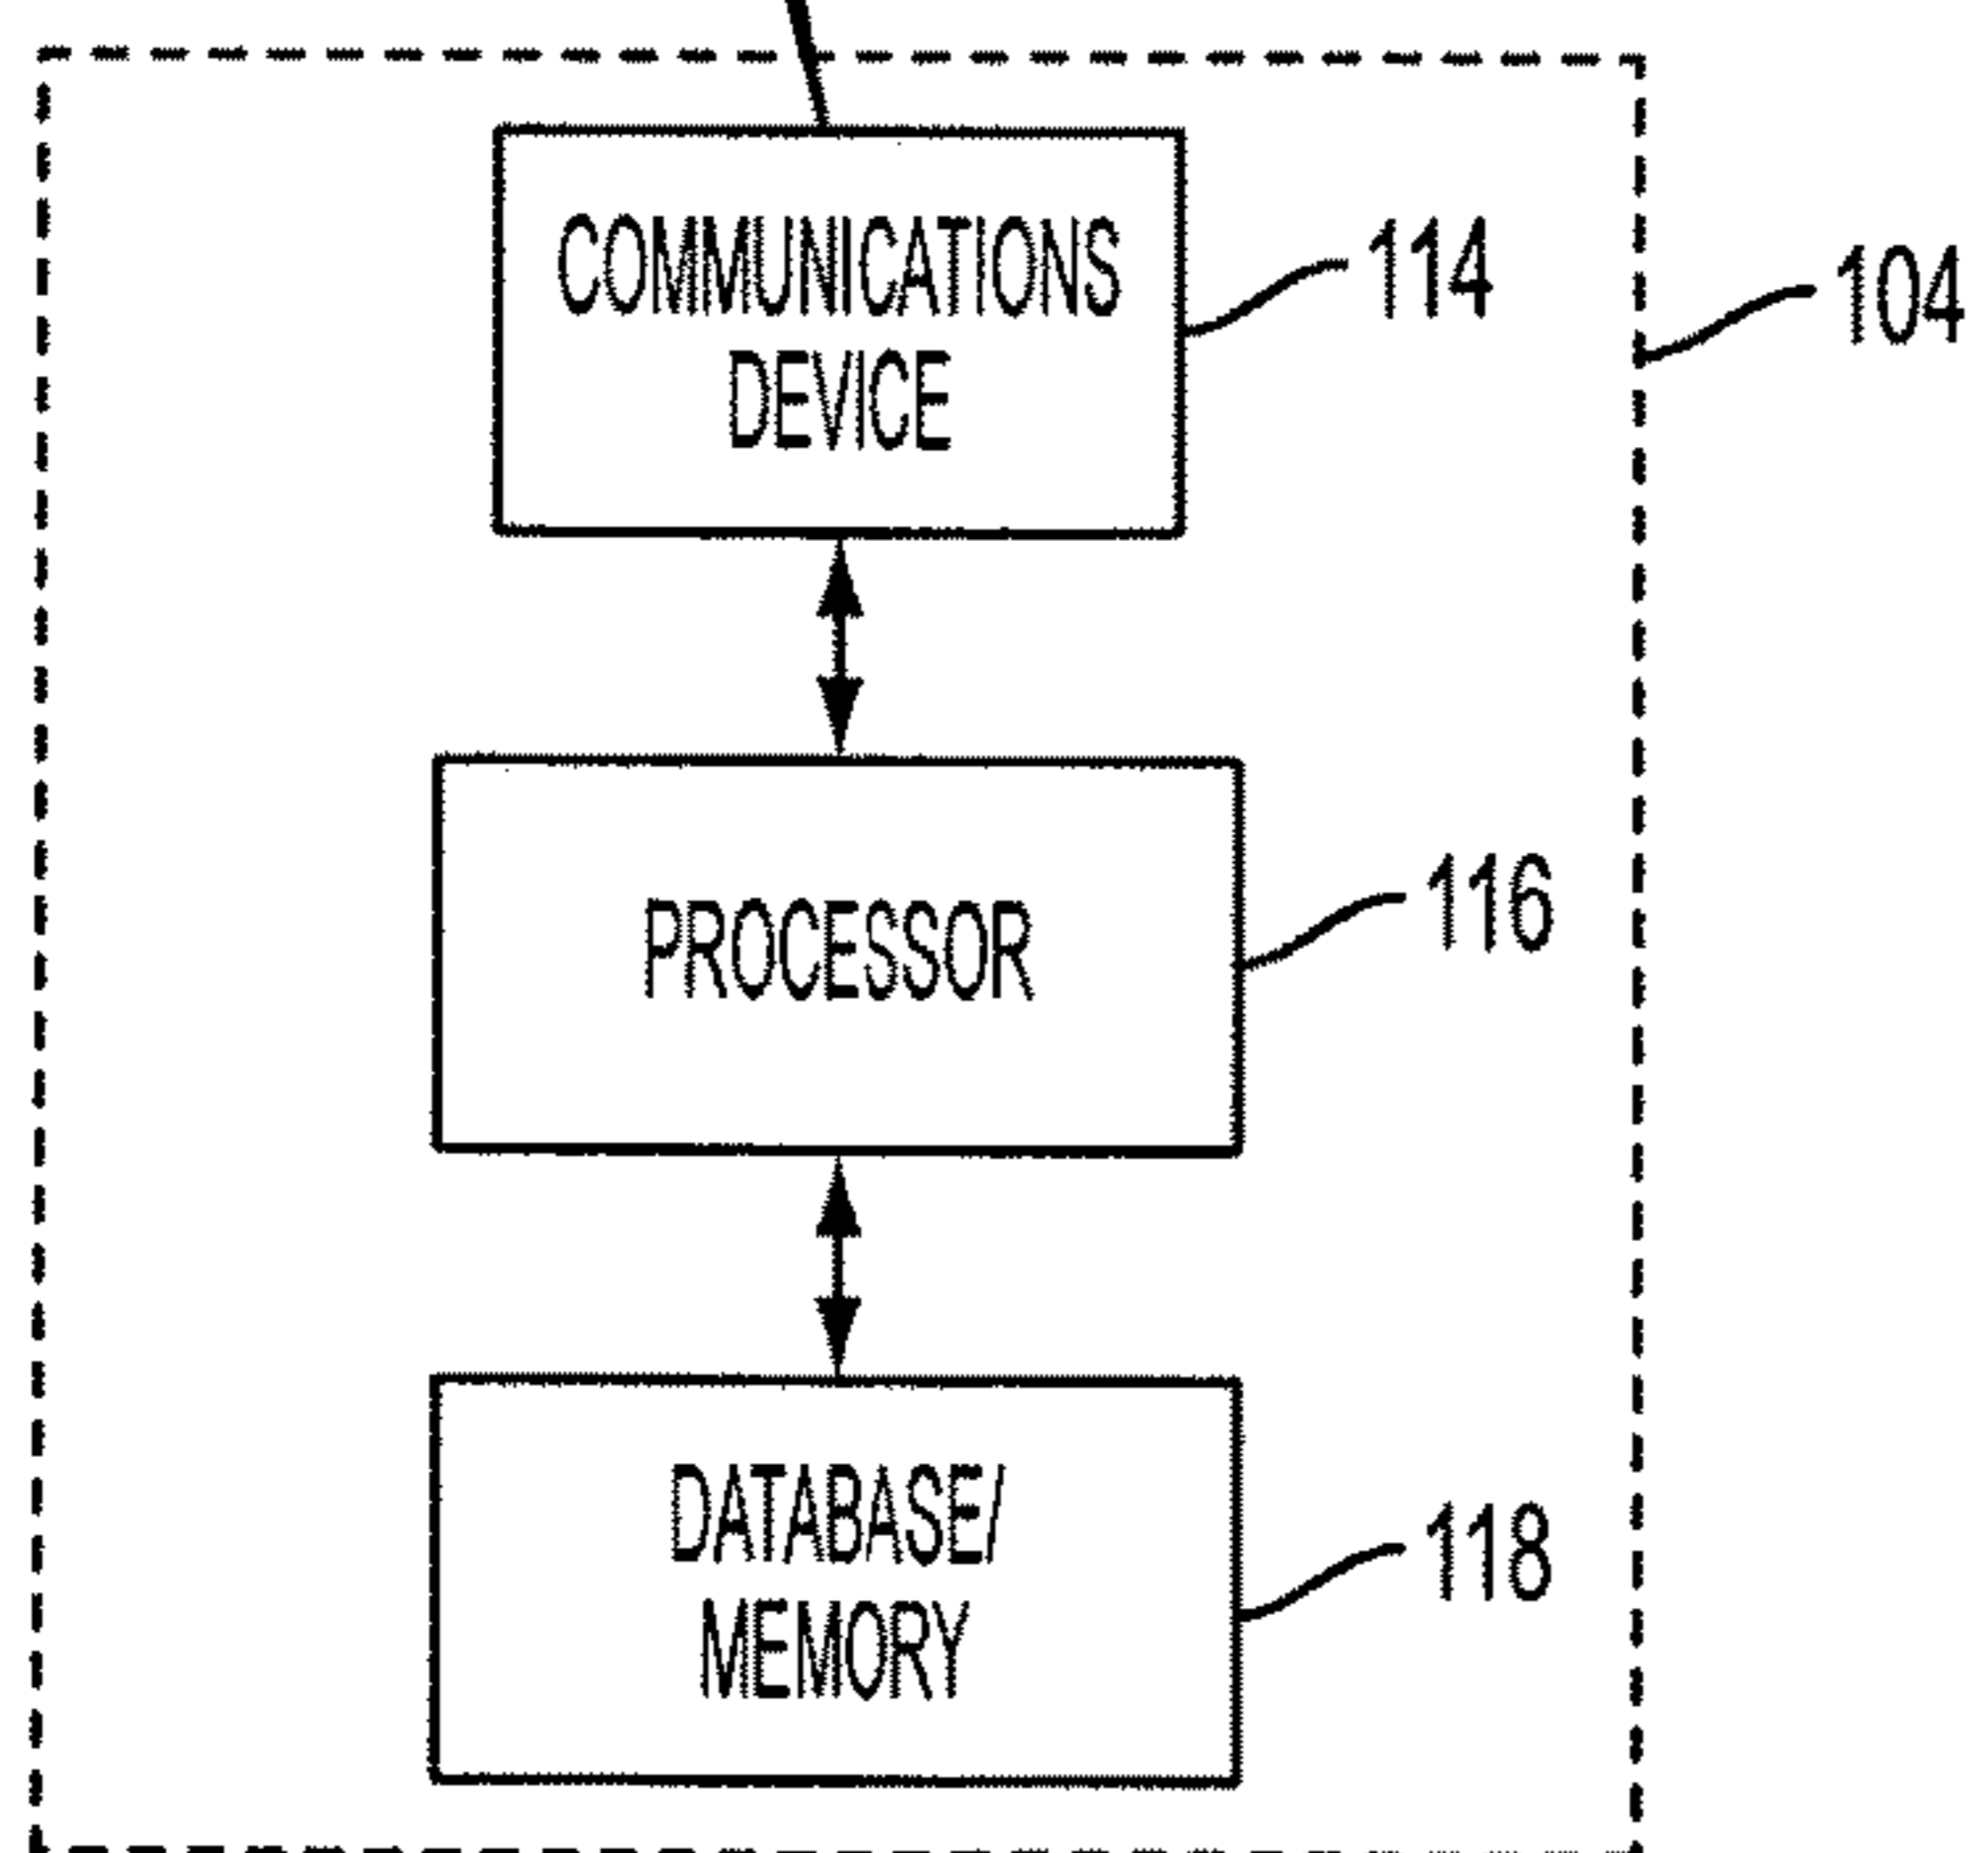 COMMUNICATIONS
DEVICE
114
104
PROCESSOR
116
DATABASE/
MEMORY
118